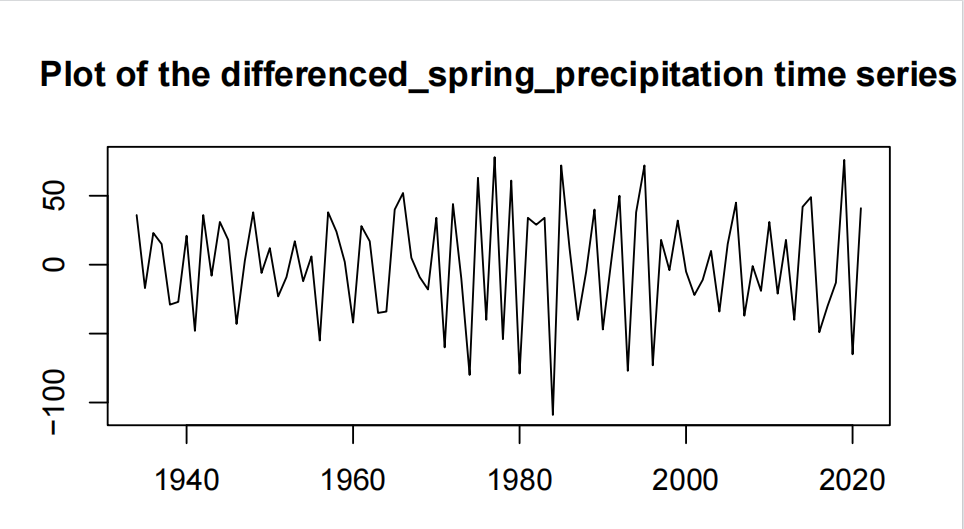 Plot of the differenced_spring_precipitation time series
50
0
−100
1940 1960 1980 2000 2020